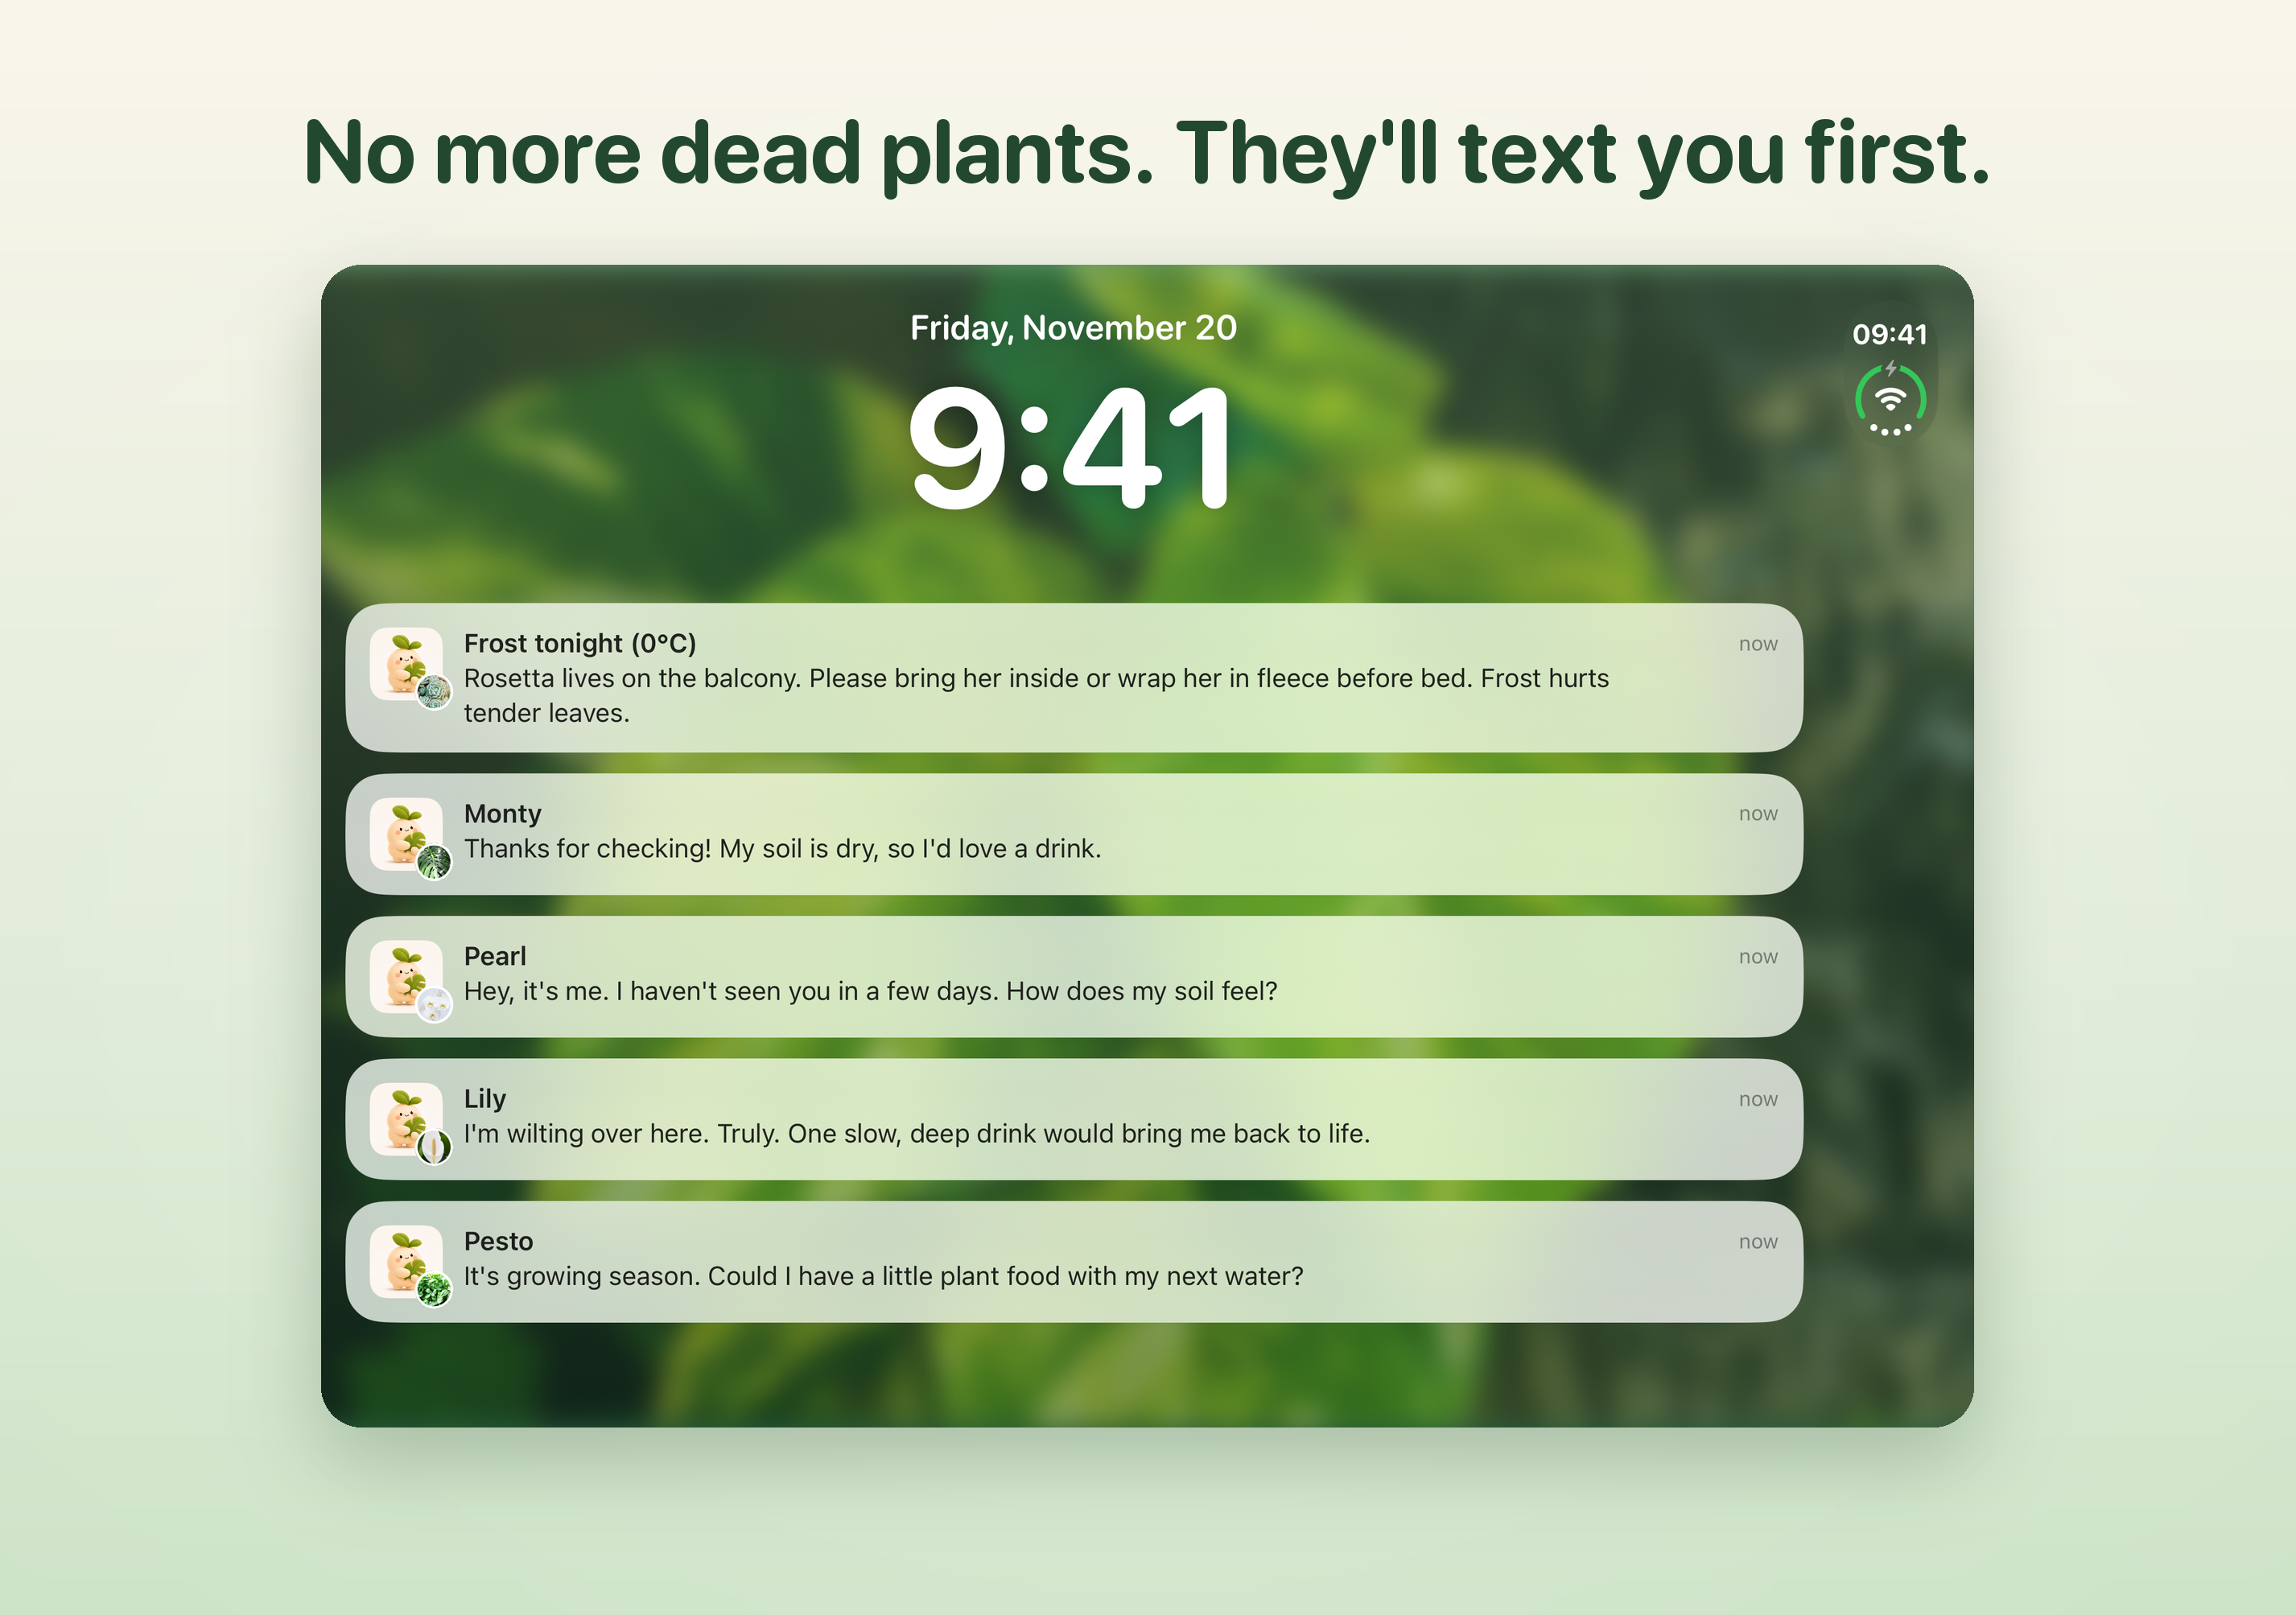 No more dead plants. They'll text you first.
Friday, November 20
9:41
09:41
Frost tonight (0°C)
now
Rosetta lives on the balcony. Please bring her inside or wrap her in fleece before bed. Frost hurts
tender leaves.
Monty
now
Thanks for checking! My soil is dry, so I'd love a drink.
Pearl
now
Hey, it's me. I haven't seen you in a few days. How does my soil feel?
Lily
now
I'm wilting over here. Truly. One slow, deep drink would bring me back to life.
Pesto
now
It's growing season. Could I have a little plant food with my next water?